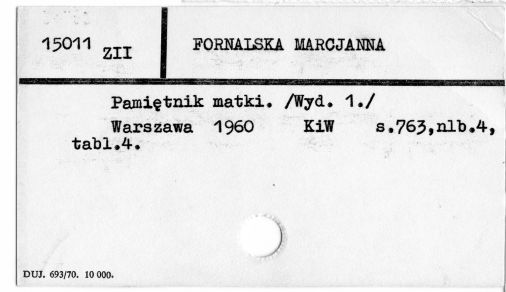 15011 ZII
FORNALSKA MARCJANNA
Pamiętnik matki. /Wyd. 1./
Warszawa 1960 KiW s.763,nlb.4,
tabl.4.
DUJ. 693/70. 10 000.